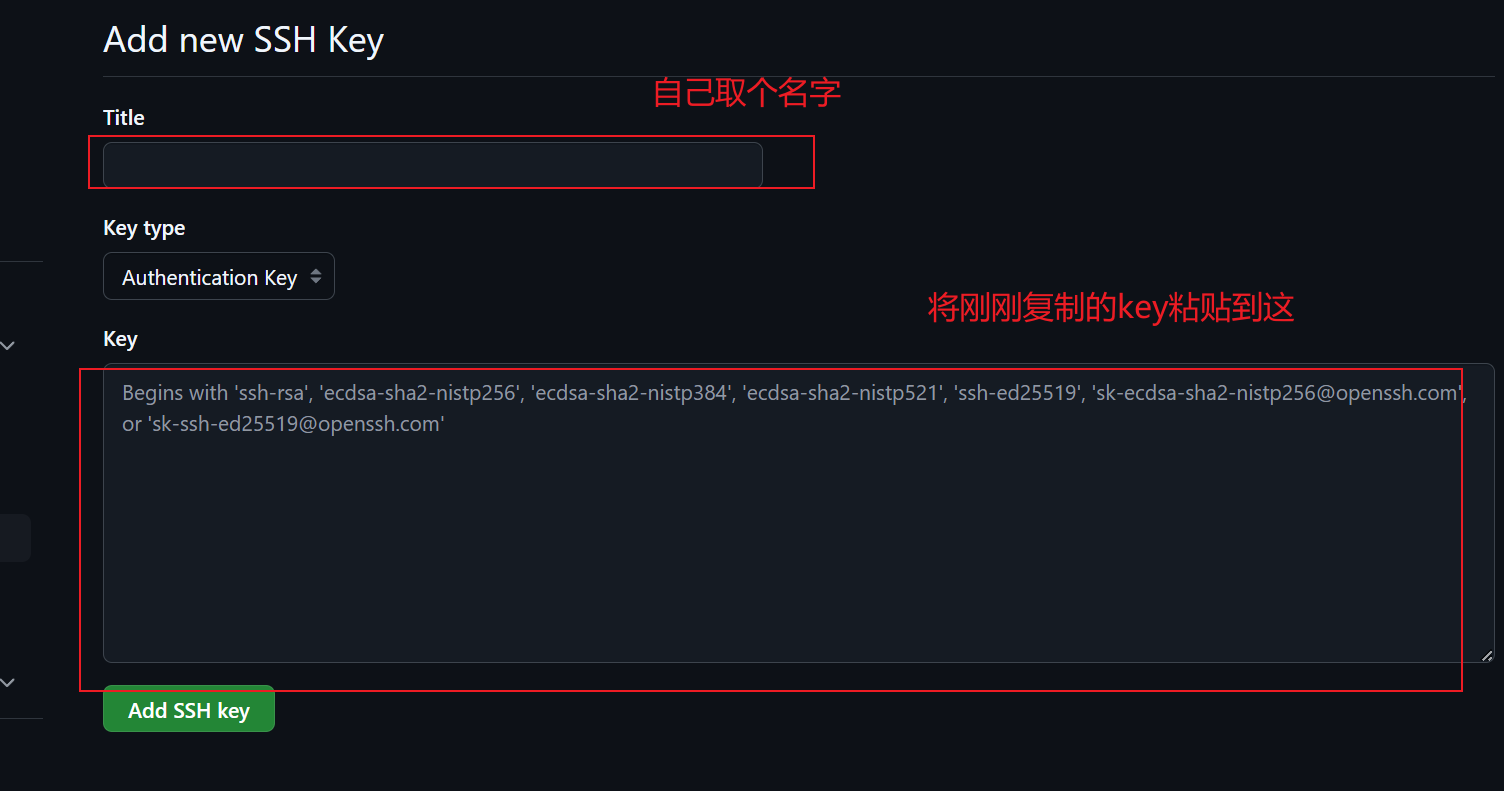 Add new SSH Key
自己取个名字
Title
Key type
Authentication Key
将刚刚复制的key粘贴到这
Key
Begins with 'ssh-rsa', 'ecdsa-sha2-nistp256', 'ecdsa-sha2-nistp384', 'ecdsa-sha2-nistp521', 'ssh-ed25519', 'sk-ecdsa-sha2-nistp256@openssh.com',
or 'sk-ssh-ed25519@openssh.com'
Add SSH key